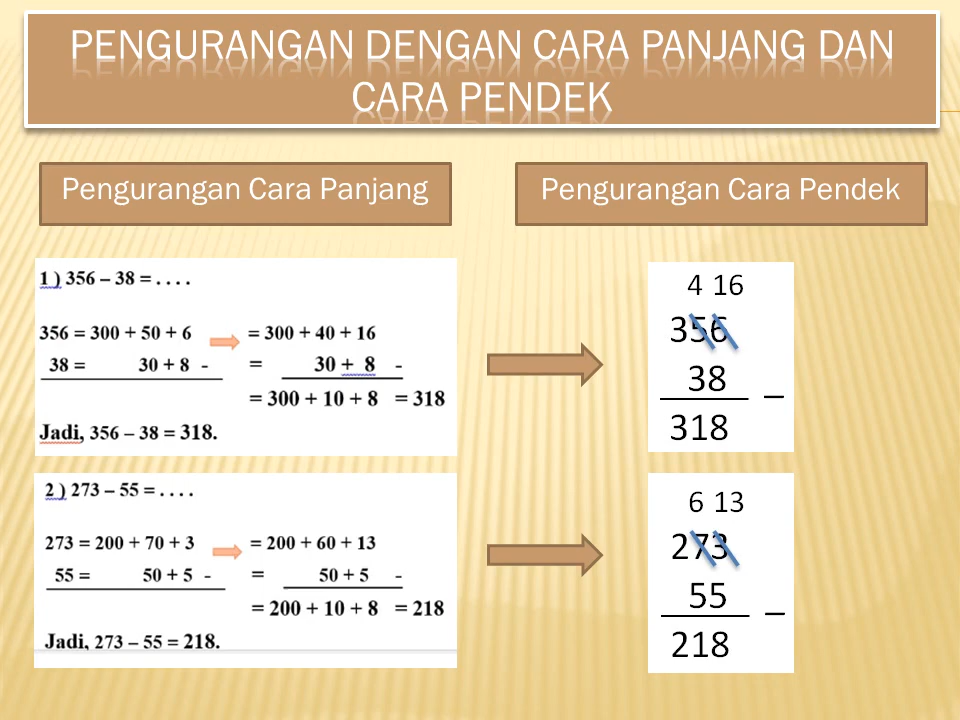 PENGURANGAN DENGAN CARA PANJANG DAN
CARA PENDEK
Pengurangan Cara Panjang
Pengurangan Cara Pendek
1 ) 356 – 38 = . . . .
356 = 300 + 50 + 6 = 300 + 40 + 16
38 = 30 + 8 - = 30 + 8 -
= 300 + 10 + 8 = 318
Jadi, 356 – 38 = 318.
4 16
356
38
–
318
2 ) 273 – 55 = . . . .
273 = 200 + 70 + 3 = 200 + 60 + 13
55 = 50 + 5 - = 50 + 5 -
= 200 + 10 + 8 = 218
Jadi, 273 – 55 = 218.
6 13
273
55
–
218